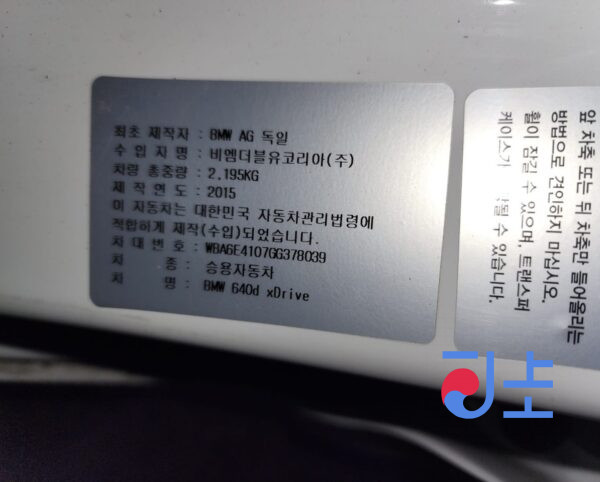 최초 제작자 : BMW AG 독일
수 입 자 명 : 비엠더블유코리아(주)
차량 총중량 : 2,195KG
제 작 연 도 : 2015
이 자동차는 대한민국 자동차관리법령에
적합하게 제작(수입)되었습니다.
차 대 번 호 : WBA6E4107GG378039
차 종 : 승용자동차
차 명 : BMW 640d xDrive
앞 차축 또는 뒤 차축만 들어올리는
방법으로 견인하지 마십시오.
휠이 잠길 수 있으며, 트랜스퍼
케이스가 될 수 있습니다.